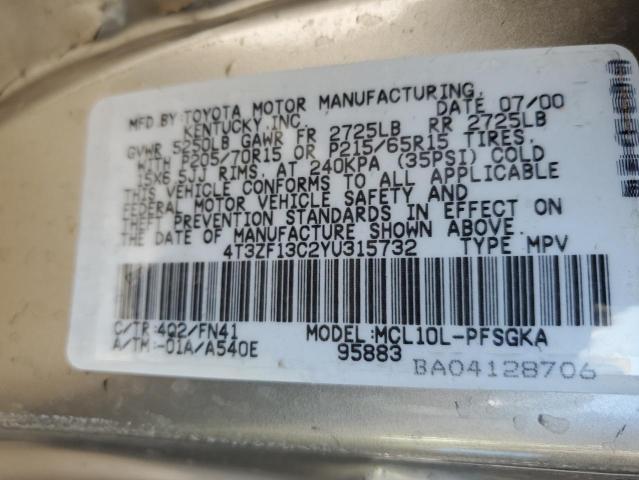 MFD BY TOYOTA MOTOR MANUFACTURING,
KENTUCKY, INC. DATE 07/00
GVWR 5250LB GAWR FR 2725LB RR 2725LB
WITH P205/70R15 OR P215/65R15 TIRES,
15X6.5JJ RIMS, AT 240KPA (35PSI) COLD
THIS VEHICLE CONFORMS TO ALL APPLICABLE
FEDERAL MOTOR VEHICLE SAFETY AND
THEFT PREVENTION STANDARDS IN EFFECT ON
THE DATE OF MANUFACTURE SHOWN ABOVE.
4T3ZF13C2YU315732 TYPE MPV
C/TR:4Q2/FN41 MODEL:MCL10L-PFSGKA
A/TM:-01A/A540E 95883
BA04128706